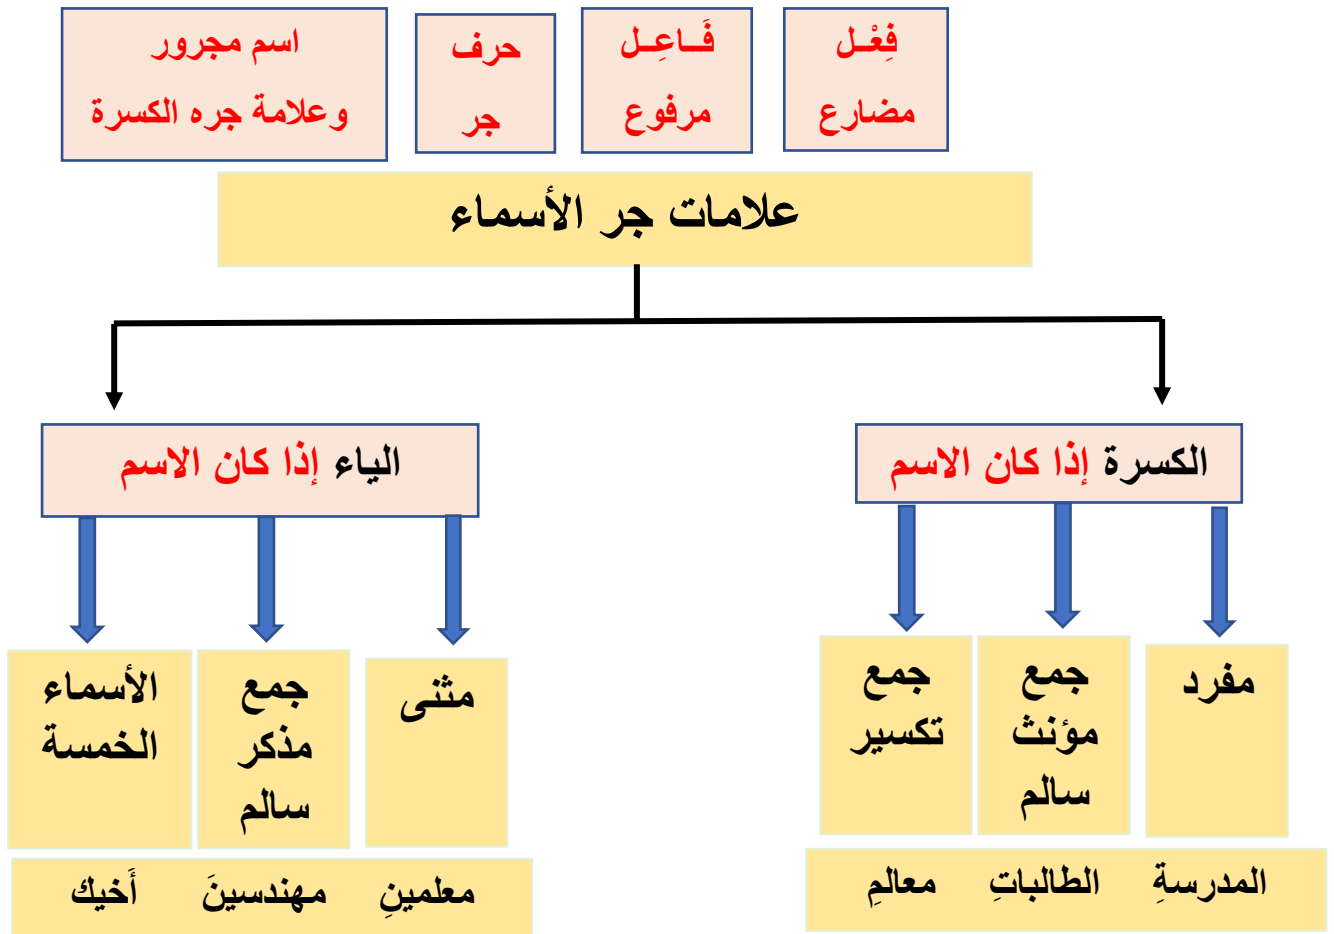 فِعْـل
مضارع
فَـاعِـل
مرفوع
حرف
جر
اسم مجرور
وعلامة جره الكسرة
علامات جر الأسماء
الكسرة إذا كان الاسم
الياء إذا كان الاسم
مفرد
جمع
مؤنث
سالم
جمع
تكسير
مثنى
جمع
مذكر
سالم
الأسماء
الخمسة
المدرسةِ الطالباتِ معالمِ
معلمينِ مهندسينَ أَخيك